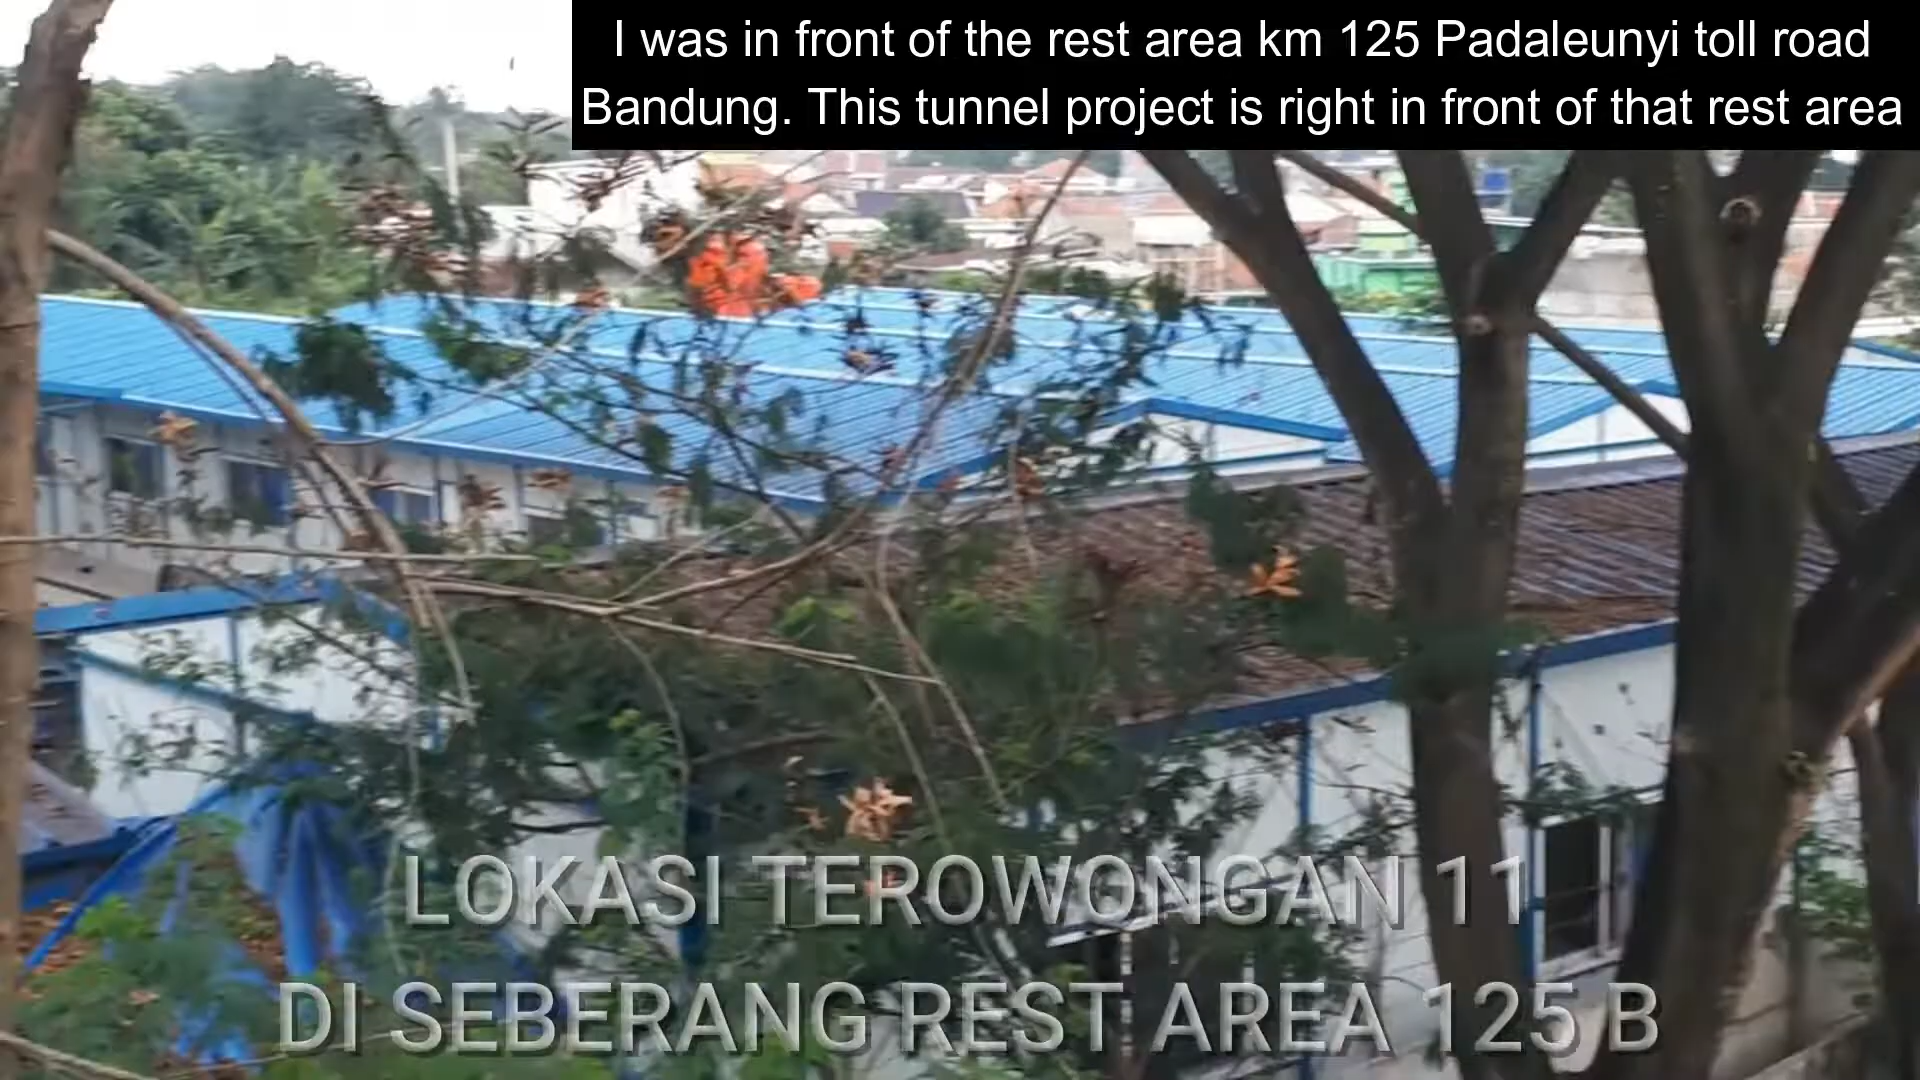 I was in front of the rest area km 125 Padaleunyi toll road
Bandung. This tunnel project is right in front of that rest area
LOKASI TEROWONGAN 11
DI SEBERANG REST AREA 125 B